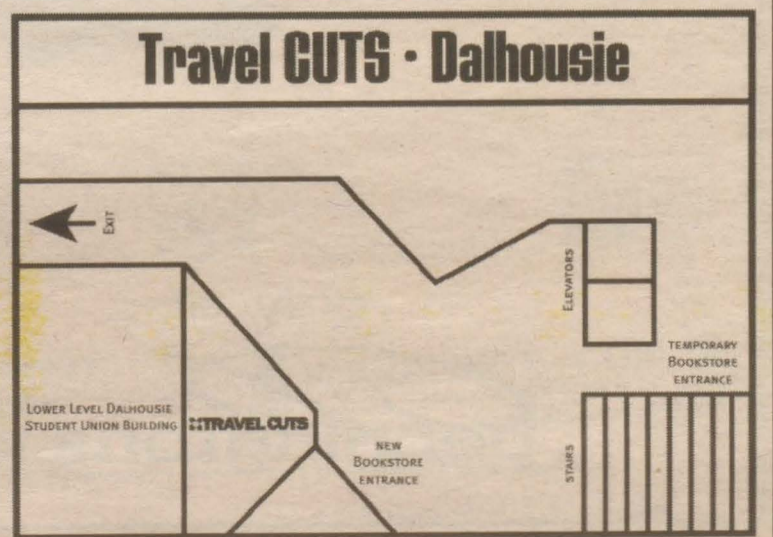 Travel CUTS · Dalhousie
EXIT
ELEVATORS
TEMPORARY
BOOKSTORE
ENTRANCE
LOWER LEVEL DALHOUSIE
STUDENT UNION BUILDING
TRAVEL CUTS
NEW
BOOKSTORE
ENTRANCE
STAIRS